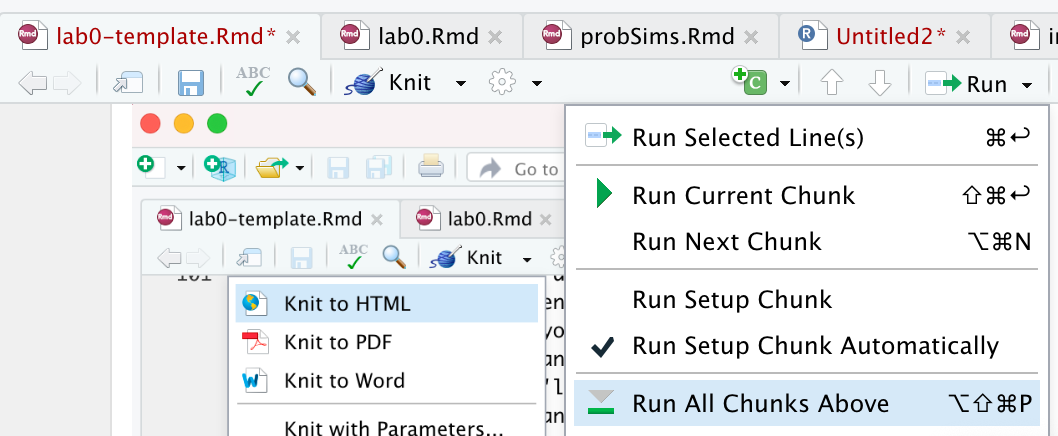 lab0-template.Rmd* × lab0.Rmd × probSims.Rmd × Untitled2* ×
ABC Knit Run
Run Selected Line(s) ⌘↩
Run Current Chunk ⇧⌘↩
Run Next Chunk ⌥⌘N
Run Setup Chunk
✓ Run Setup Chunk Automatically
Run All Chunks Above ⌥⇧⌘P
Go to
lab0-template.Rmd × lab0.Rmd ×
ABC Knit
Knit to HTML
Knit to PDF
Knit to Word
Knit with Parameters...